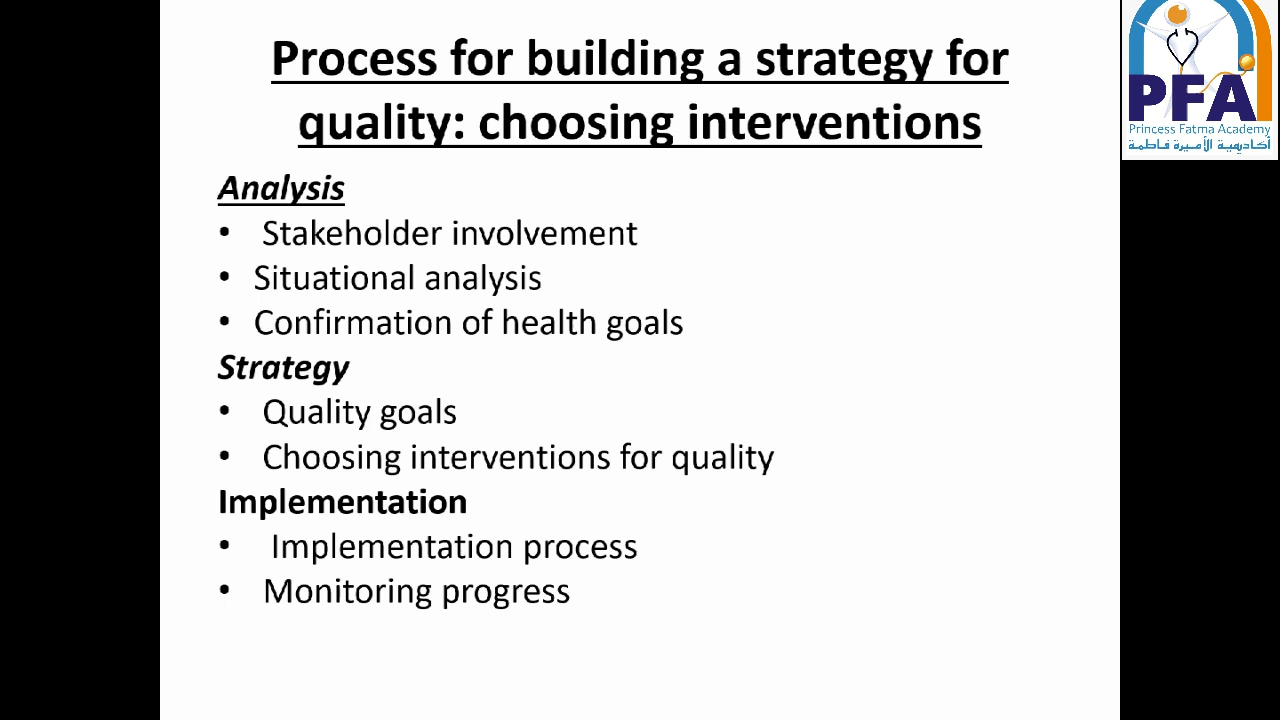 Process for building a strategy for
quality: choosing interventions
Analysis
• Stakeholder involvement
• Situational analysis
• Confirmation of health goals
Strategy
• Quality goals
• Choosing interventions for quality
Implementation
• Implementation process
• Monitoring progress
PFA
Princess Fatma Academy
أكاديمية الأميرة فاطمة